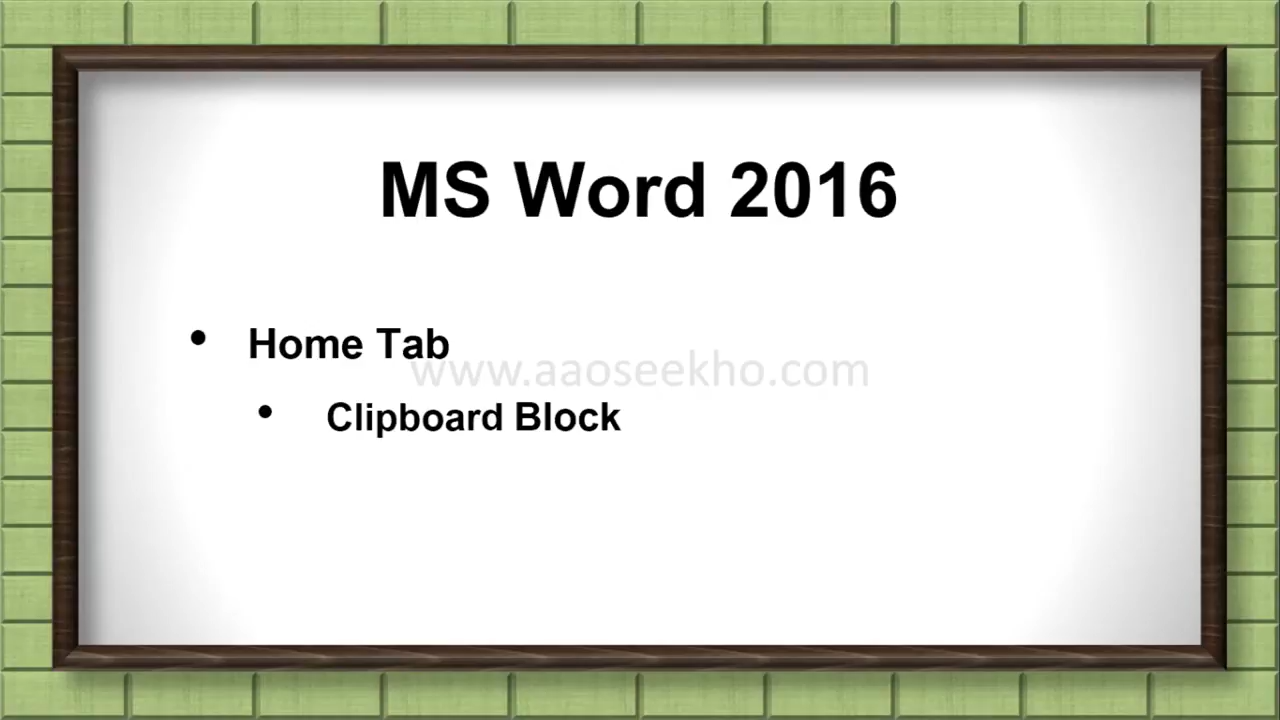 MS Word 2016
• Home Tab
www.aaoseekho.com
• Clipboard Block